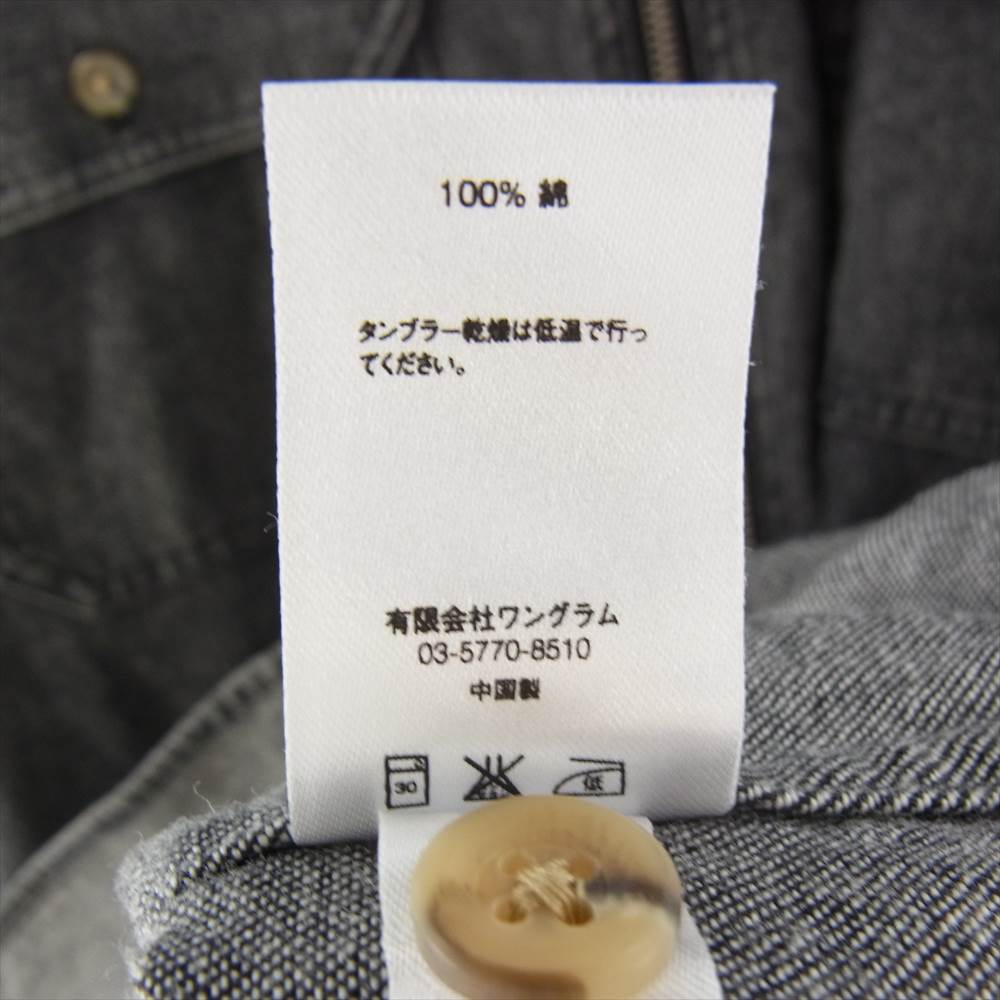 100% 綿
タンブラー乾燥は低温で行っ
てください。
有限会社ワングラム
03-5770-8510
中国製
30
低